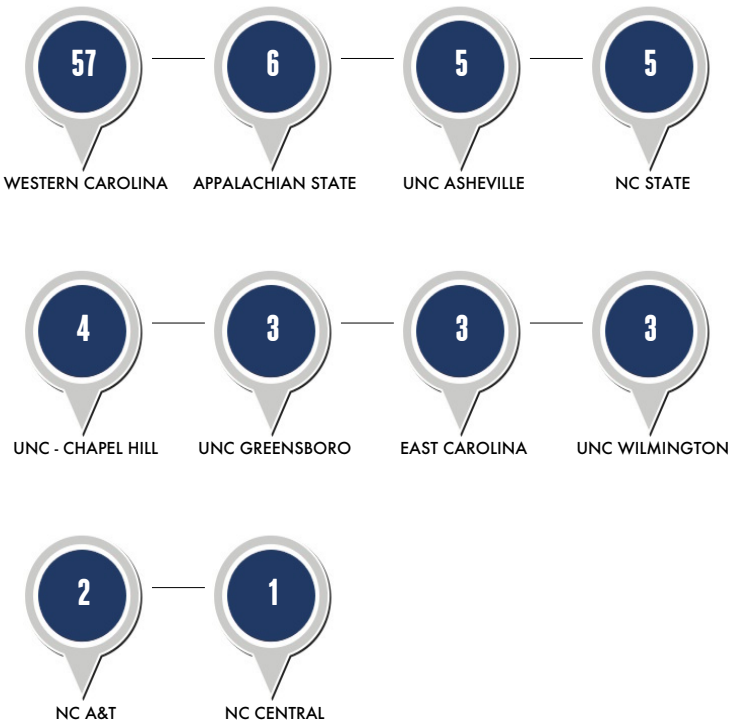 57
6
5
5
WESTERN CAROLINA
APPALACHIAN STATE
UNC ASHEVILLE
NC STATE
4
3
3
3
UNC - CHAPEL HILL
UNC GREENSBORO
EAST CAROLINA
UNC WILMINGTON
2
1
NC A&T
NC CENTRAL